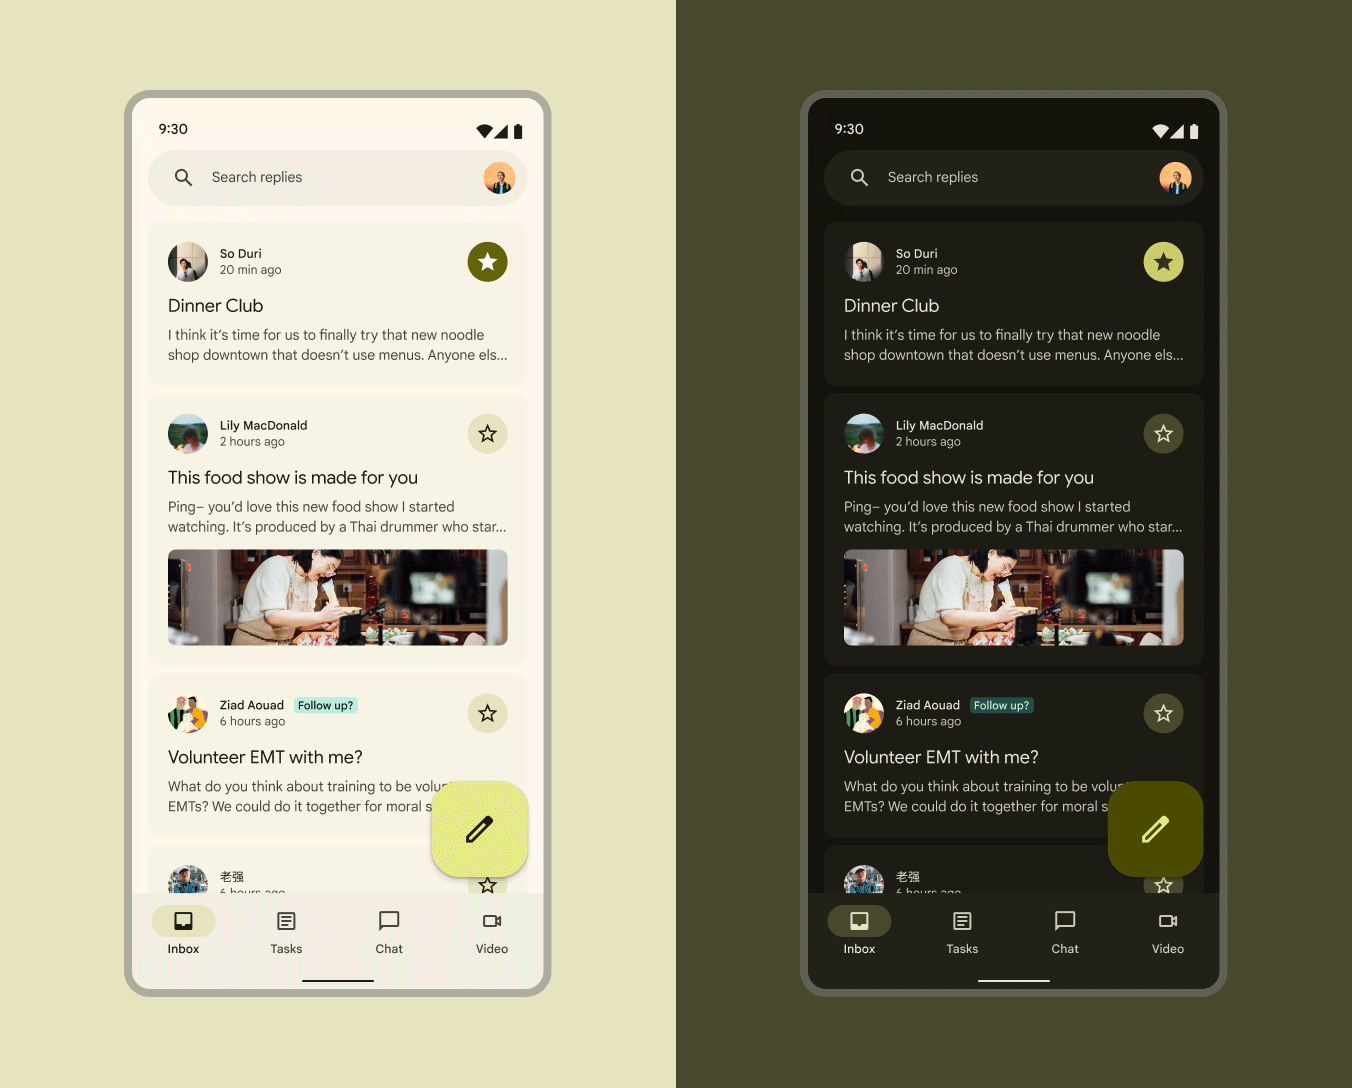 9:30
Search replies
So Duri
20 min ago
Dinner Club
I think it’s time for us to finally try that new noodle
shop downtown that doesn’t use menus. Anyone els...
Lily MacDonald
2 hours ago
This food show is made for you
Ping– you’d love this new food show I started
watching. It’s produced by a Thai drummer who star...
Ziad Aouad Follow up?
6 hours ago
Volunteer EMT with me?
What do you think about training to be
EMTs? We could do it together for moral
老强
6 hours ago
Inbox Tasks Chat Video
9:30
Search replies
So Duri
20 min ago
Dinner Club
I think it’s time for us to finally try that new noodle
shop downtown that doesn’t use menus. Anyone els...
Lily MacDonald
2 hours ago
This food show is made for you
Ping– you’d love this new food show I started
watching. It’s produced by a Thai drummer who star...
Ziad Aouad Follow up?
6 hours ago
Volunteer EMT with me?
What do you think about training to be
EMTs? We could do it together for moral
老强
6 hours ago
Inbox Tasks Chat Video